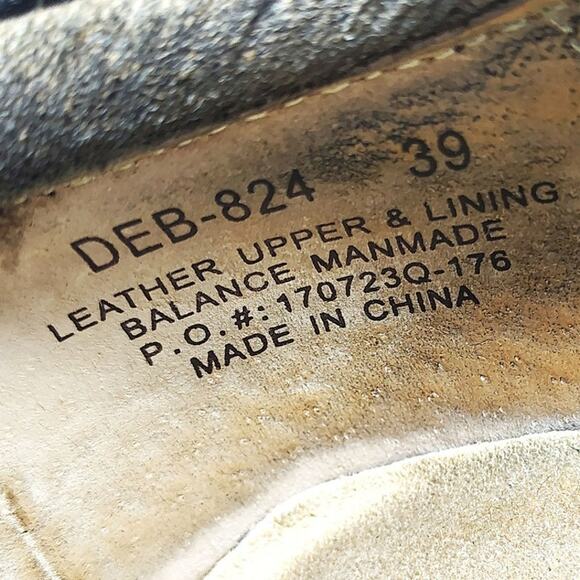 DEB-824 39
LEATHER UPPER & LINING
BALANCE MANMADE
P.O.#: 170723Q-176
MADE IN CHINA